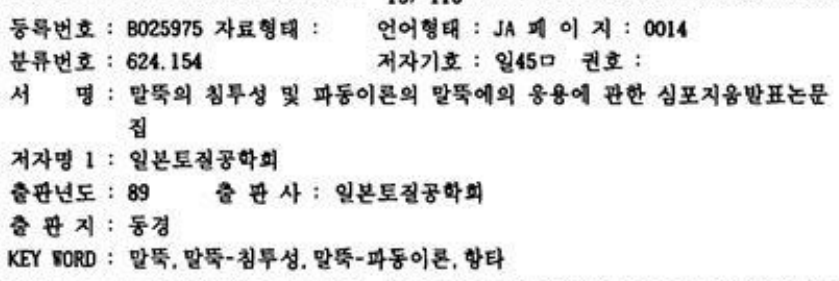 등록번호 : B025975 자료형태 : 언어형태 : JA 페 이 지 : 0014
분류번호 : 624.154 저자기호 : 일45ㅁ 권호 :
서 명 : 말뚝의 침투성 및 파동이론의 말뚝에의 응용에 관한 심포지움발표논문
집
저자명 1 : 일본토질공학회
출판년도 : 89 출 판 사 : 일본토질공학회
출 판 지 : 동경
KEY WORD : 말뚝, 말뚝-침투성, 말뚝-파동이론, 항타